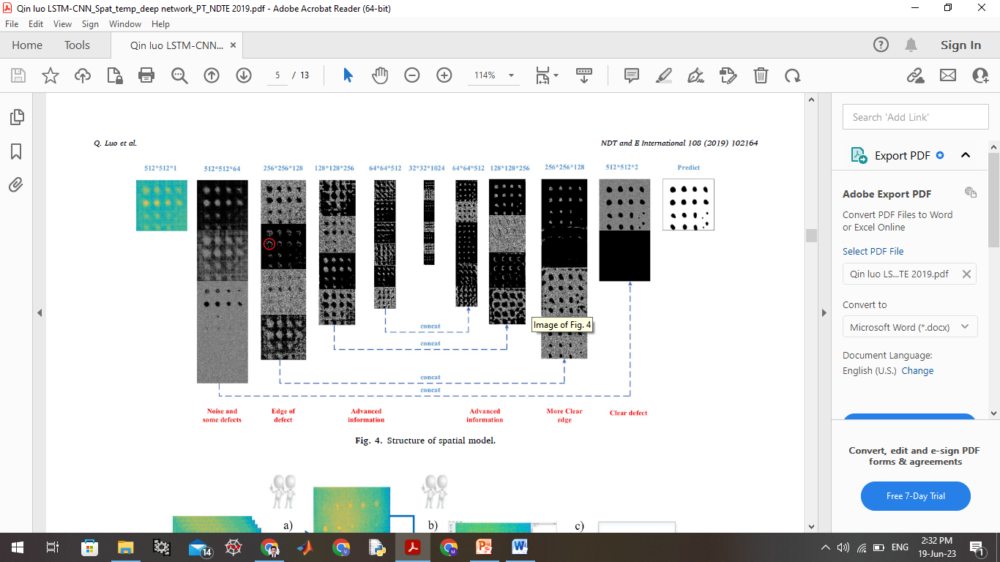 Qin luo LSTM-CNN_Spat_temp_deep network_PT_NDTE 2019.pdf - Adobe Acrobat Reader (64-bit)
File Edit View Sign Window Help
Home Tools Qin luo LSTM-CNN... × Sign In
5 / 13 114%
Search 'Add Link'
Q. Luo et al. NDT and E International 108 (2019) 102164
Export PDF
512*512*1 512*512*64 256*256*128 128*128*256 64*64*512 32*32*1024 64*64*512 128*128*256 256*256*128 512*512*2 Predict
Adobe Export PDF
Convert PDF Files to Word
or Excel Online
Select PDF File
Qin luo LS...TE 2019.pdf
Convert to
Microsoft Word (*.docx)
Image of Fig. 4
concat
concat
concat
concat
Document Language:
English (U.S.) Change
Noise and
some defects
Edge of
defect
Advanced
information
Advanced
information
More Clear
edge
Clear defect
Fig. 4. Structure of spatial model.
Convert, edit and e-sign PDF
forms & agreements
Free 7-Day Trial
a) b) c)
14
ENG
2:32 PM
19-Jun-23
1